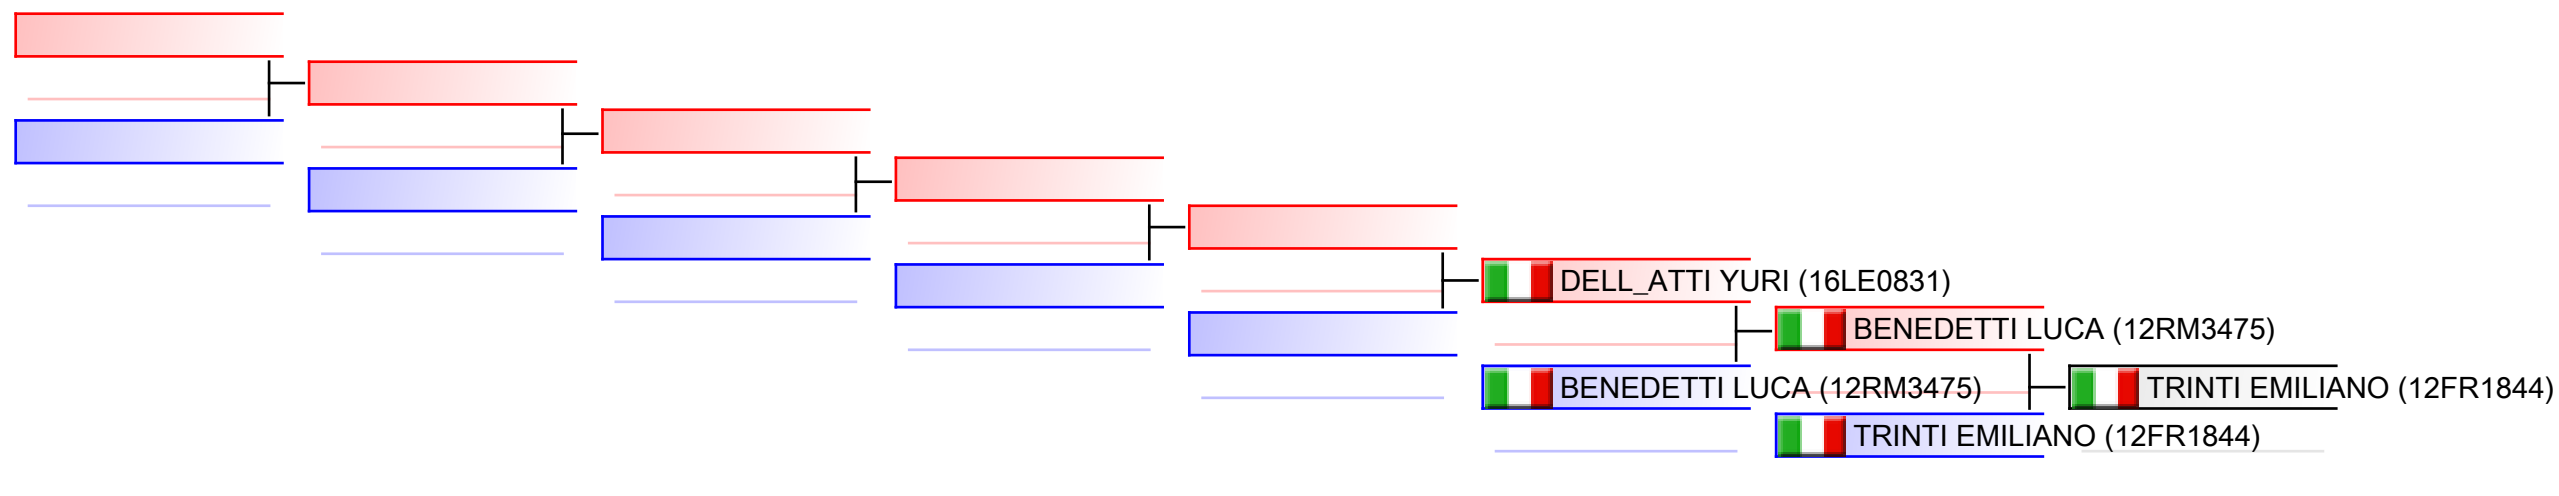 DELL_ATTI YURI (16LE0831)
BENEDETTI LUCA (12RM3475)
BENEDETTI LUCA (12RM3475)
TRINTI EMILIANO (12FR1844)
TRINTI EMILIANO (12FR1844)